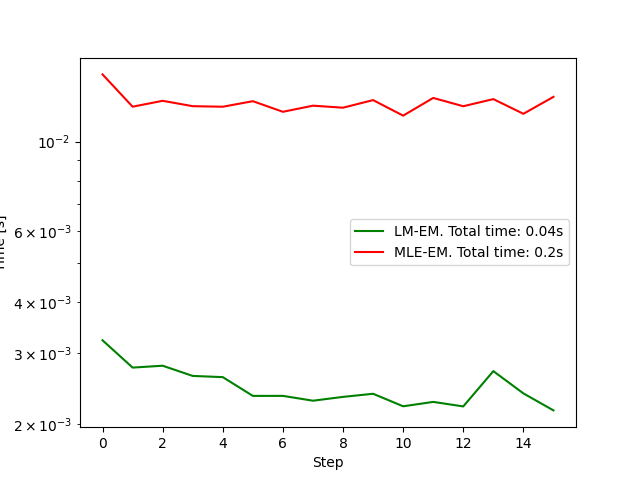 10⁻²
6 × 10⁻³
4 × 10⁻³
3 × 10⁻³
2 × 10⁻³
Time [s]
LM-EM. Total time: 0.04s
MLE-EM. Total time: 0.2s
0 2 4 6 8 10 12 14
Step